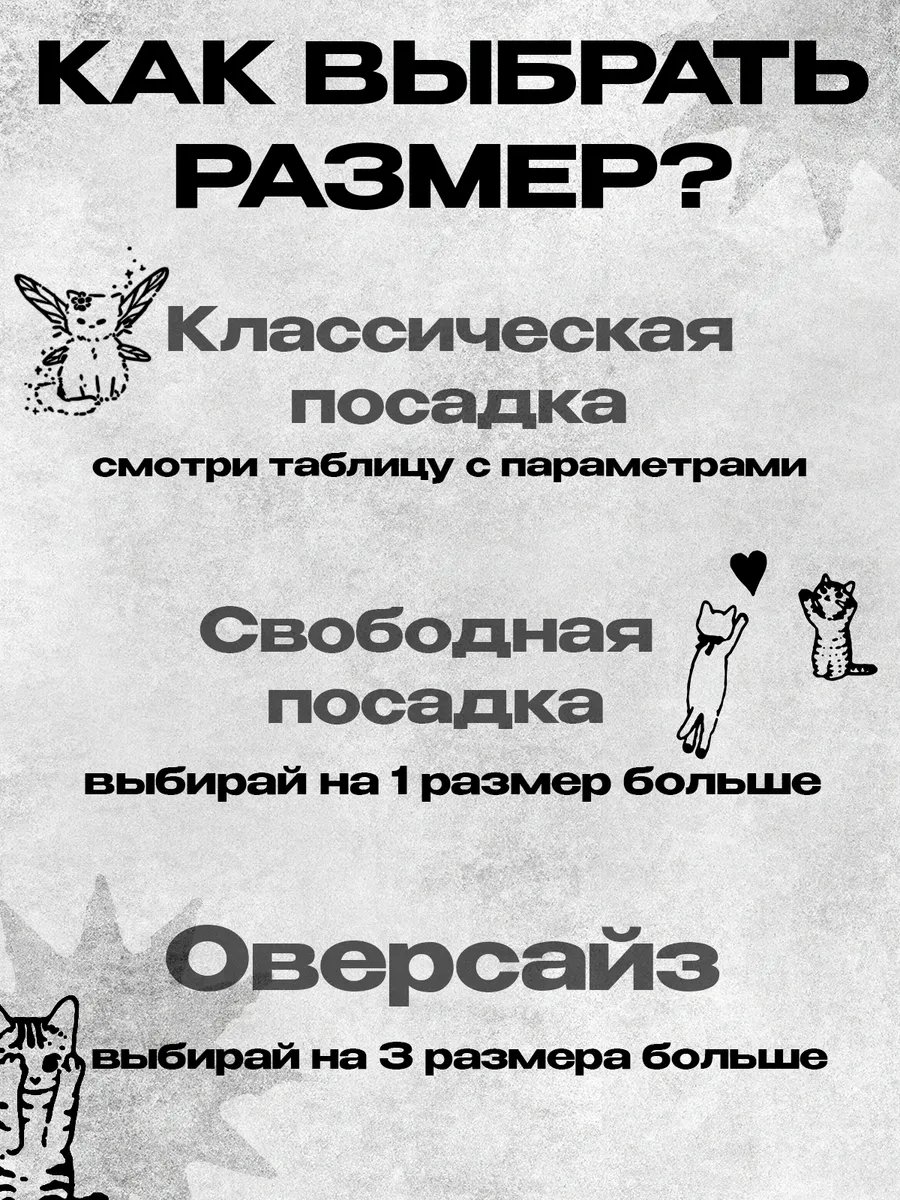 КАК ВЫБРАТЬ
РАЗМЕР?
Классическая
посадка
смотри таблицу с параметрами
Свободная
посадка
выбирай на 1 размер больше
Оверсайз
выбирай на 3 размера больше